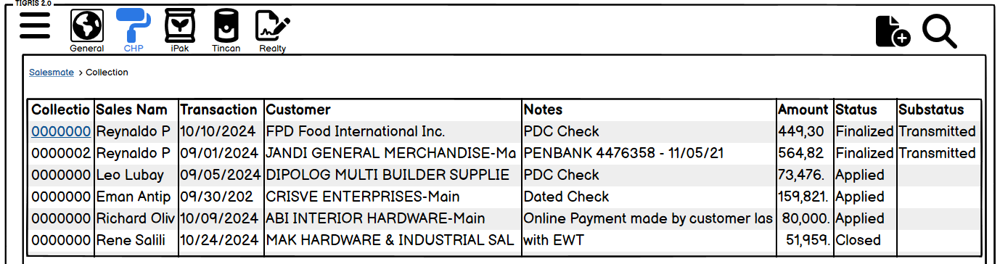 TIGRIS 2.0
General CHP iPak Tincan Realty
Salesmate > Collection
Collectio Sales Nam Transaction Customer Notes Amount Status Substatus
0000000 Reynaldo P 10/10/2024 FPD Food International Inc. PDC Check 449,30 Finalized Transmitted
0000002 Reynaldo P 09/01/2024 JANDI GENERAL MERCHANDISE-Ma PENBANK 4476358 - 11/05/21 564,82 Finalized Transmitted
0000000 Leo Lubay 09/05/2024 DIPOLOG MULTI BUILDER SUPPLIE PDC Check 73,476. Applied
0000000 Eman Antip 09/30/202 CRISVE ENTERPRISES-Main Dated Check 159,821. Applied
0000000 Richard Oliv 10/09/2024 ABI INTERIOR HARDWARE-Main Online Payment made by customer las 80,000. Applied
0000000 Rene Salili 10/24/2024 MAK HARDWARE & INDUSTRIAL SAL with EWT 51,959. Closed